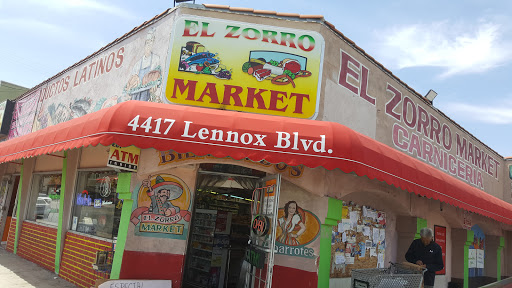 EL ZORRO
MARKET
PRODUCTOS LATINOS
EL ZORRO MARKET
CARNICERIA
4417 Lennox Blvd.
ATM
EL ZORRO
MARKET